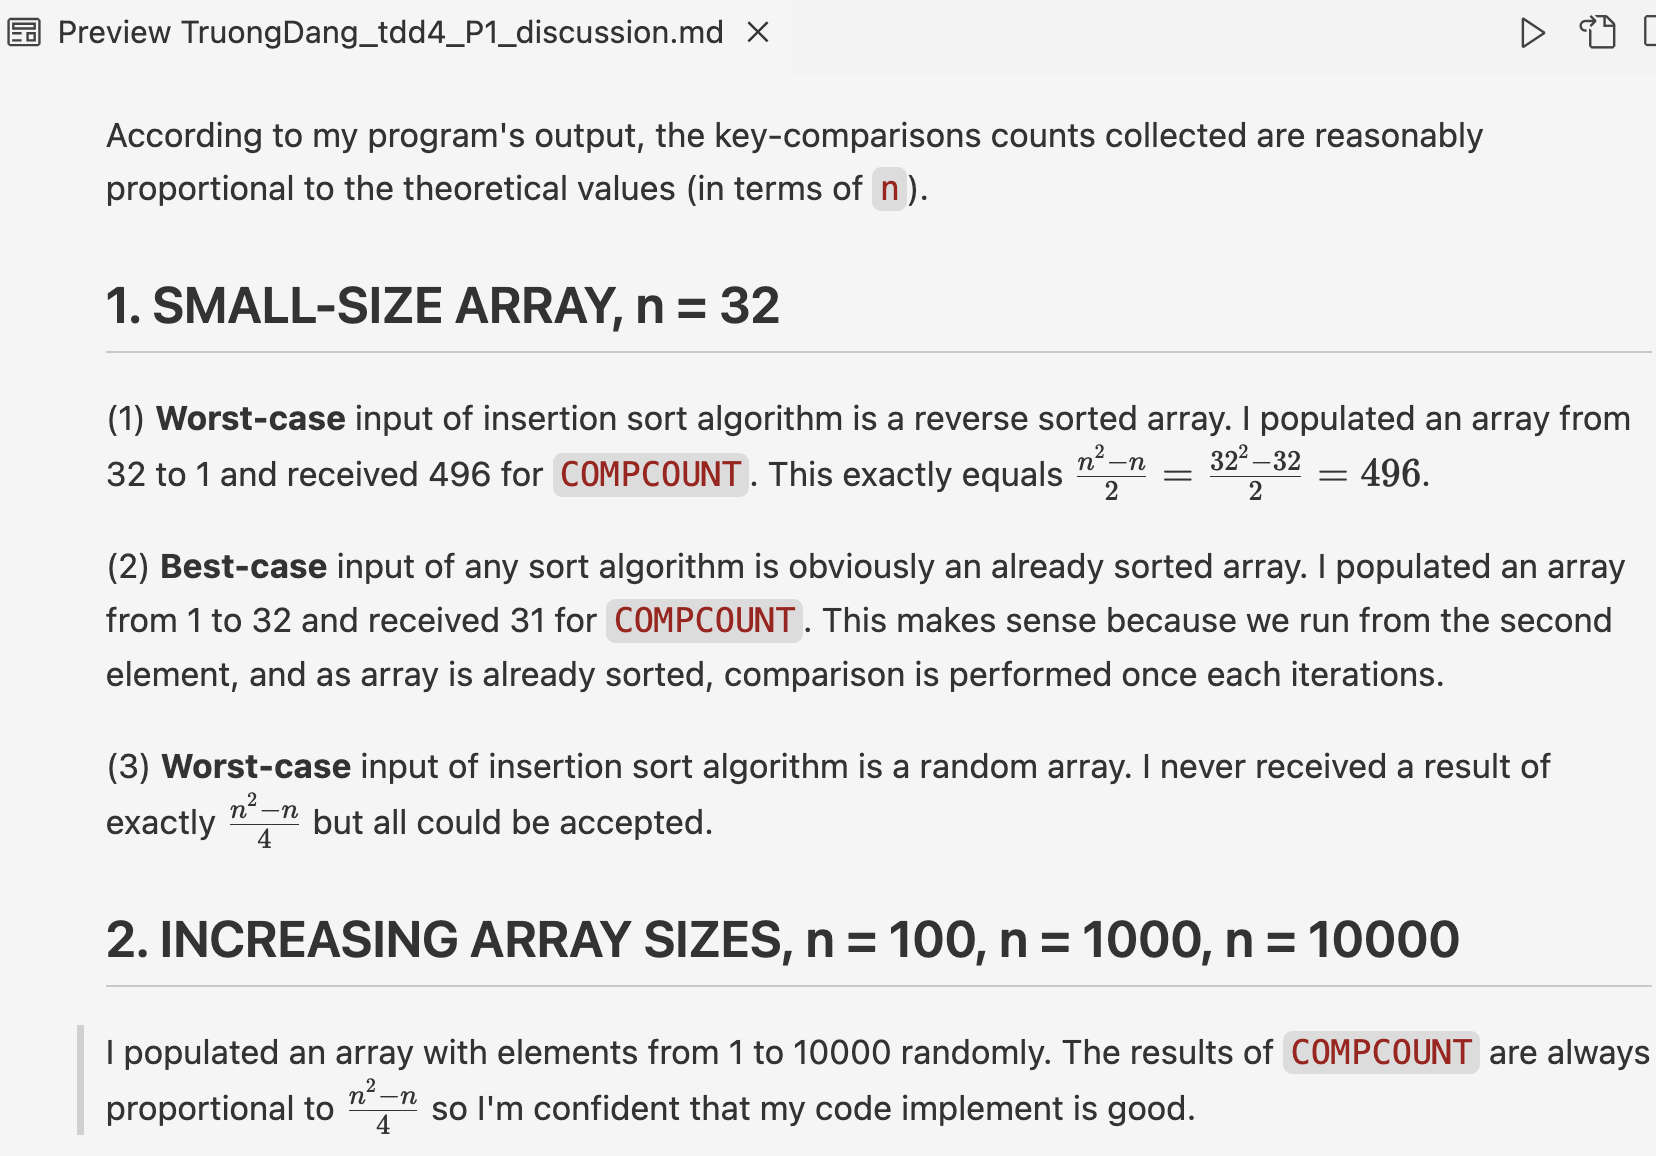 Preview TruongDang_tdd4_P1_discussion.md
According to my program's output, the key-comparisons counts collected are reasonably
proportional to the theoretical values (in terms of n).
1. SMALL-SIZE ARRAY, n = 32
(1) Worst-case input of insertion sort algorithm is a reverse sorted array. I populated an array from
32 to 1 and received 496 for COMPCOUNT. This exactly equals \frac{n^2-n}{2} = \frac{32^2-32}{2} = 496.
(2) Best-case input of any sort algorithm is obviously an already sorted array. I populated an array
from 1 to 32 and received 31 for COMPCOUNT. This makes sense because we run from the second
element, and as array is already sorted, comparison is performed once each iterations.
(3) Worst-case input of insertion sort algorithm is a random array. I never received a result of
exactly \frac{n^2-n}{4} but all could be accepted.
2. INCREASING ARRAY SIZES, n = 100, n = 1000, n = 10000
I populated an array with elements from 1 to 10000 randomly. The results of COMPCOUNT are always
proportional to \frac{n^2-n}{4} so I'm confident that my code implement is good.